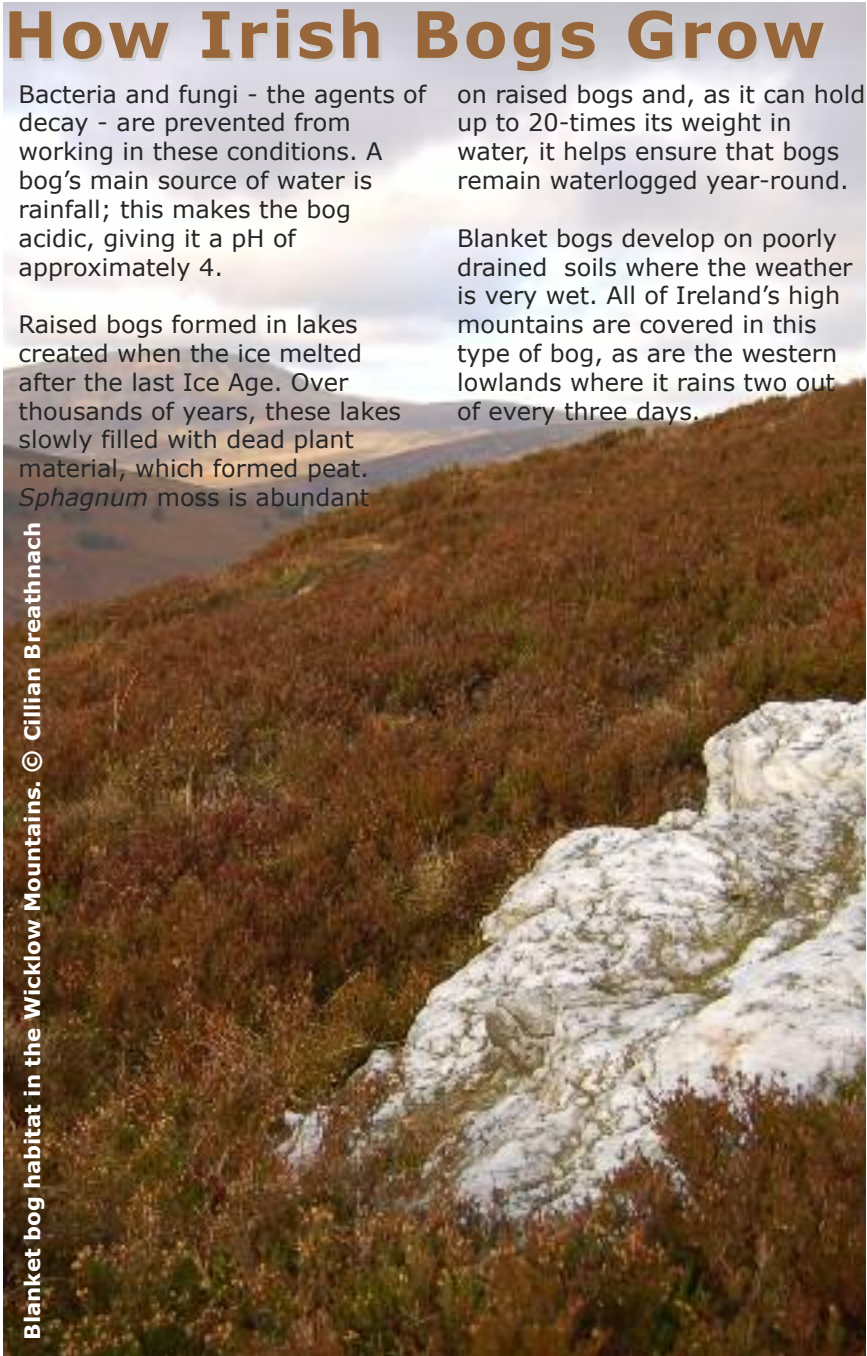 How Irish Bogs Grow
Bacteria and fungi - the agents of
decay - are prevented from
working in these conditions. A
bog's main source of water is
rainfall; this makes the bog
acidic, giving it a pH of
approximately 4.
Raised bogs formed in lakes
created when the ice melted
after the last Ice Age. Over
thousands of years, these lakes
slowly filled with dead plant
material, which formed peat.
Sphagnum moss is abundant
on raised bogs and, as it can hold
up to 20-times its weight in
water, it helps ensure that bogs
remain waterlogged year-round.
Blanket bogs develop on poorly
drained  soils where the weather
is very wet. All of Ireland's high
mountains are covered in this
type of bog, as are the western
lowlands where it rains two out
of every three days.
Blanket bog habitat in the Wicklow Mountains. © Cillian Breathnach